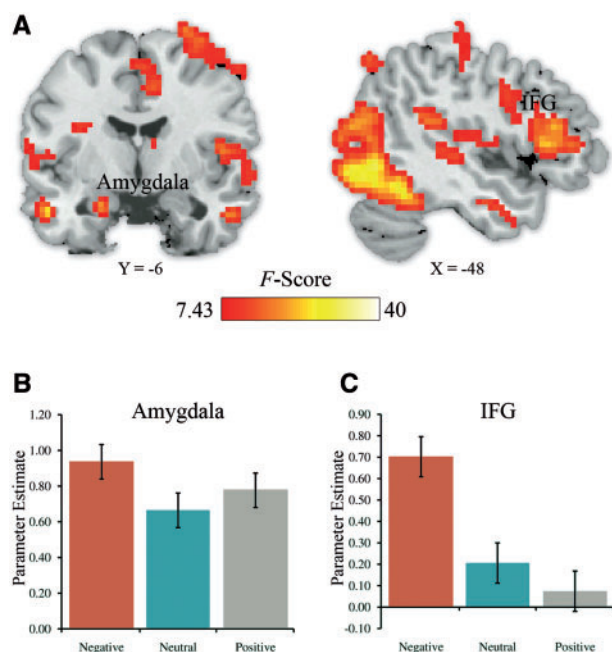 A
IFG
Amygdala
Y = -6
X = -48
F-Score
7.43
40
B
Amygdala
Parameter Estimate
1.20
1.00
0.80
0.60
0.40
0.20
0.00
Negative
Neutral
Positive
C
IFG
Parameter Estimate
0.90
0.80
0.70
0.60
0.50
0.40
0.30
0.20
0.10
0.00
-0.10
Negative
Neutral
Positive